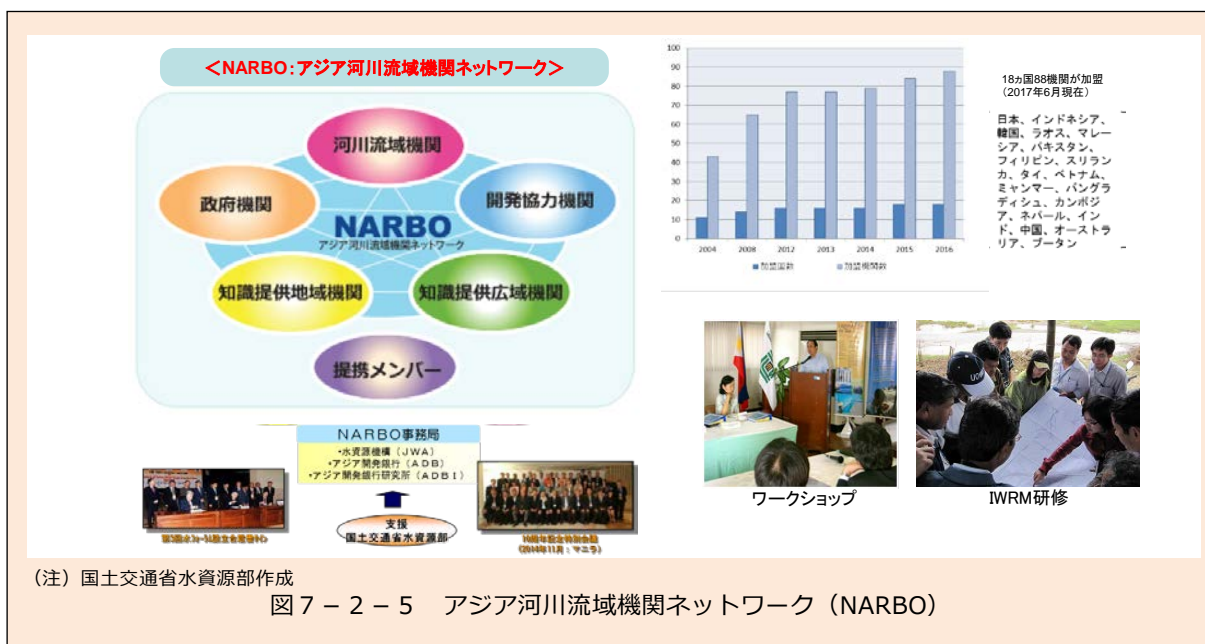 <NARBO：アジア河川流域機関ネットワーク>
河川流域機関
政府機関
開発協力機関
NARBO
アジア河川流域機関ネットワーク
知識提供地域機関
知識提供広域機関
提携メンバー
NARBO事務局
・水資源機構（JWA）
・アジア開発銀行（ADB）
・アジア開発銀行研究所（ADBI）
支援
国土交通省水資源部
（2014年11月：マニラ）
100
90
80
70
60
50
40
30
20
10
0
2004 2008 2012 2013 2014 2015 2016
■加盟国数 ■加盟機関数
18ヵ国88機関が加盟
（2017年6月現在）
日本、インドネシア、
韓国、ラオス、マレー
シア、パキスタン、
フィリピン、スリラン
カ、タイ、ベトナム、
ミャンマー、バングラ
ディシュ、カンボジ
ア、ネパール、イン
ド、中国、オーストラ
リア、ブータン
ワークショップ
IWRM研修
（注）国土交通省水資源部作成
図７－２－５　アジア河川流域機関ネットワーク（NARBO）